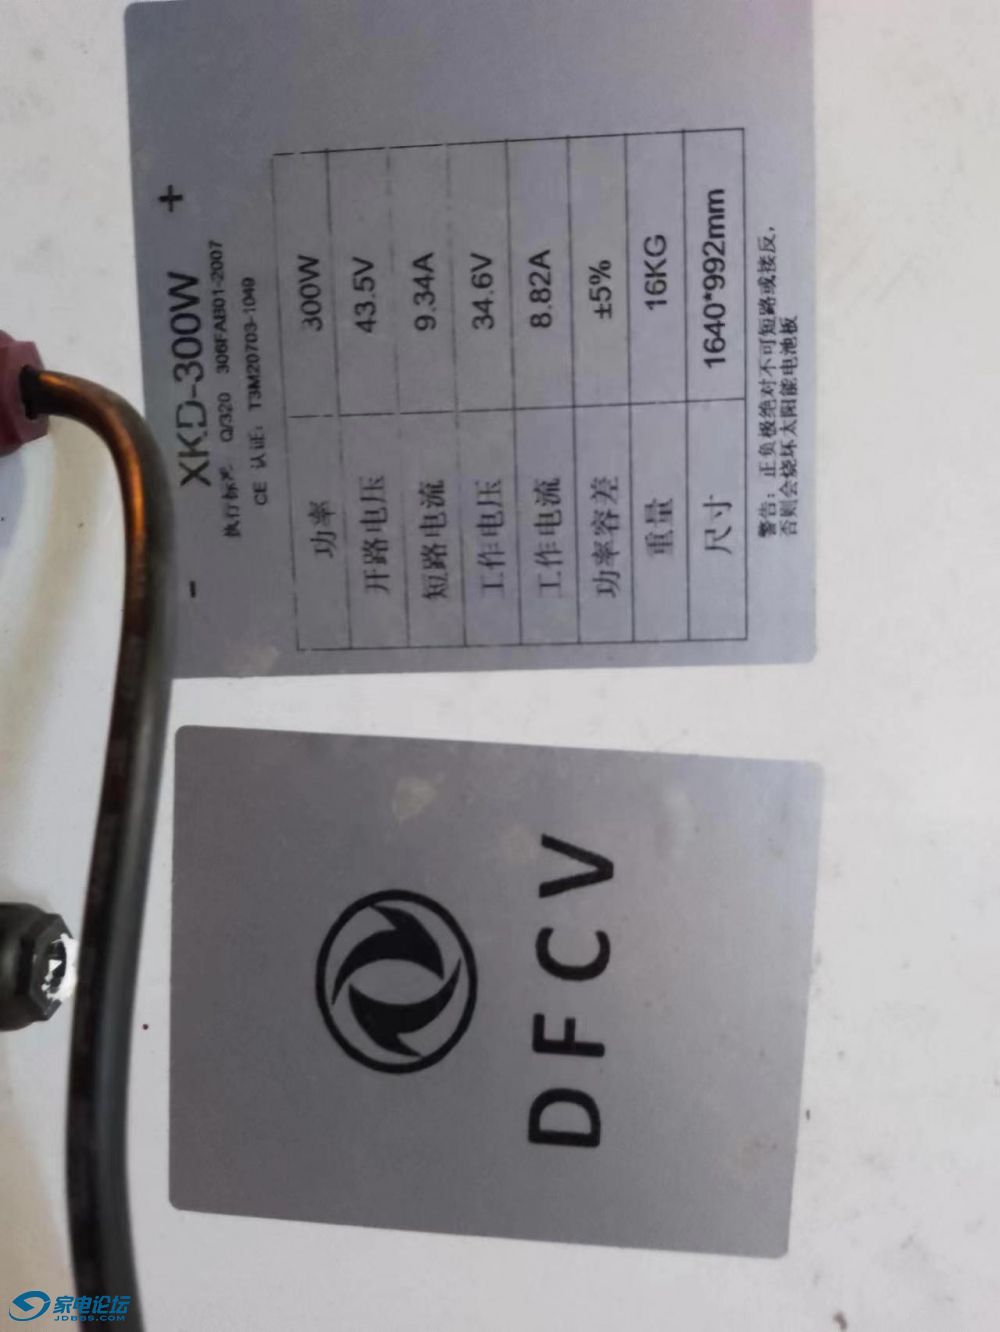 - XKD-300W +
执行标准 Q/320 306FAB01-2007
CE 认证: T3M20703-1049
功率 300W
开路电压 43.5V
短路电流 9.34A
工作电压 34.6V
工作电流 8.82A
功率容差 ±5%
重量 16KG
尺寸 1640*992mm
警告：正负极绝对不可短路或接反，
否则会烧坏太阳能电池板
DFCV
家电论坛
JDBBS.COM